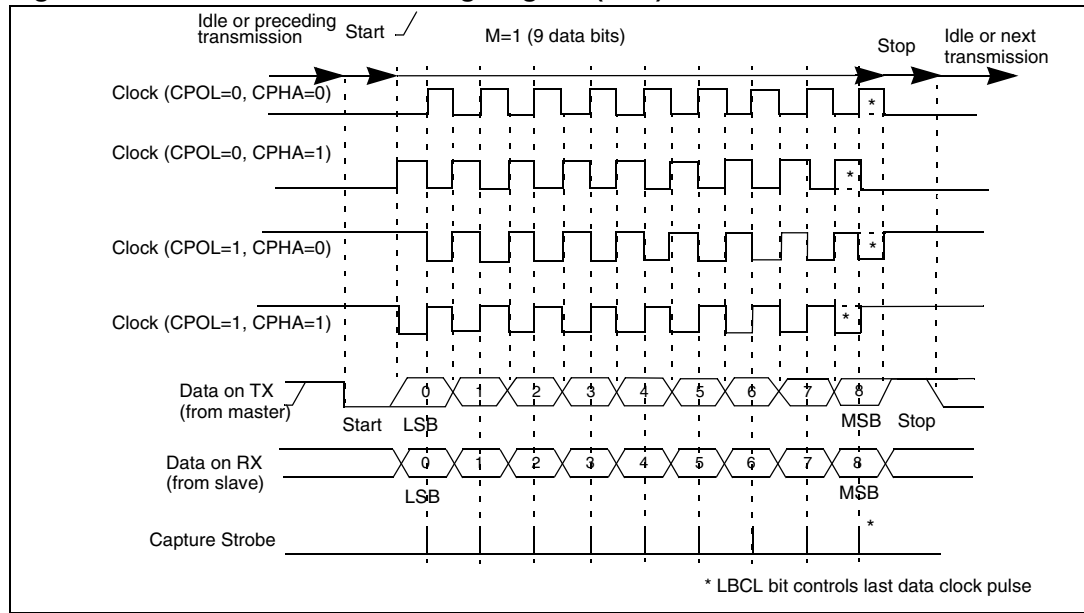 Idle or preceding
transmission
Start
M=1 (9 data bits)
Stop
Idle or next
transmission
Clock (CPOL=0, CPHA=0)
*
Clock (CPOL=0, CPHA=1)
*
Clock (CPOL=1, CPHA=0)
*
Clock (CPOL=1, CPHA=1)
*
Data on TX
(from master)
0 1 2 3 4 5 6 7 8
Start LSB MSB Stop
Data on RX
(from slave)
0 1 2 3 4 5 6 7 8
LSB MSB
Capture Strobe
*
* LBCL bit controls last data clock pulse